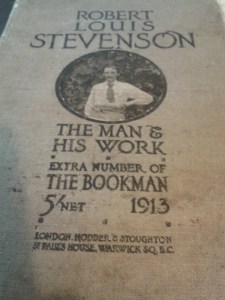 ROBERT
LOUIS
STEVENSON
THE MAN &
HIS WORK
EXTRA NUMBER OF
THE BOOKMAN
5/- NET 1913
LONDON. HODDER & STOUGHTON
ST PAUL'S HOUSE, WARWICK SQ. E.C.